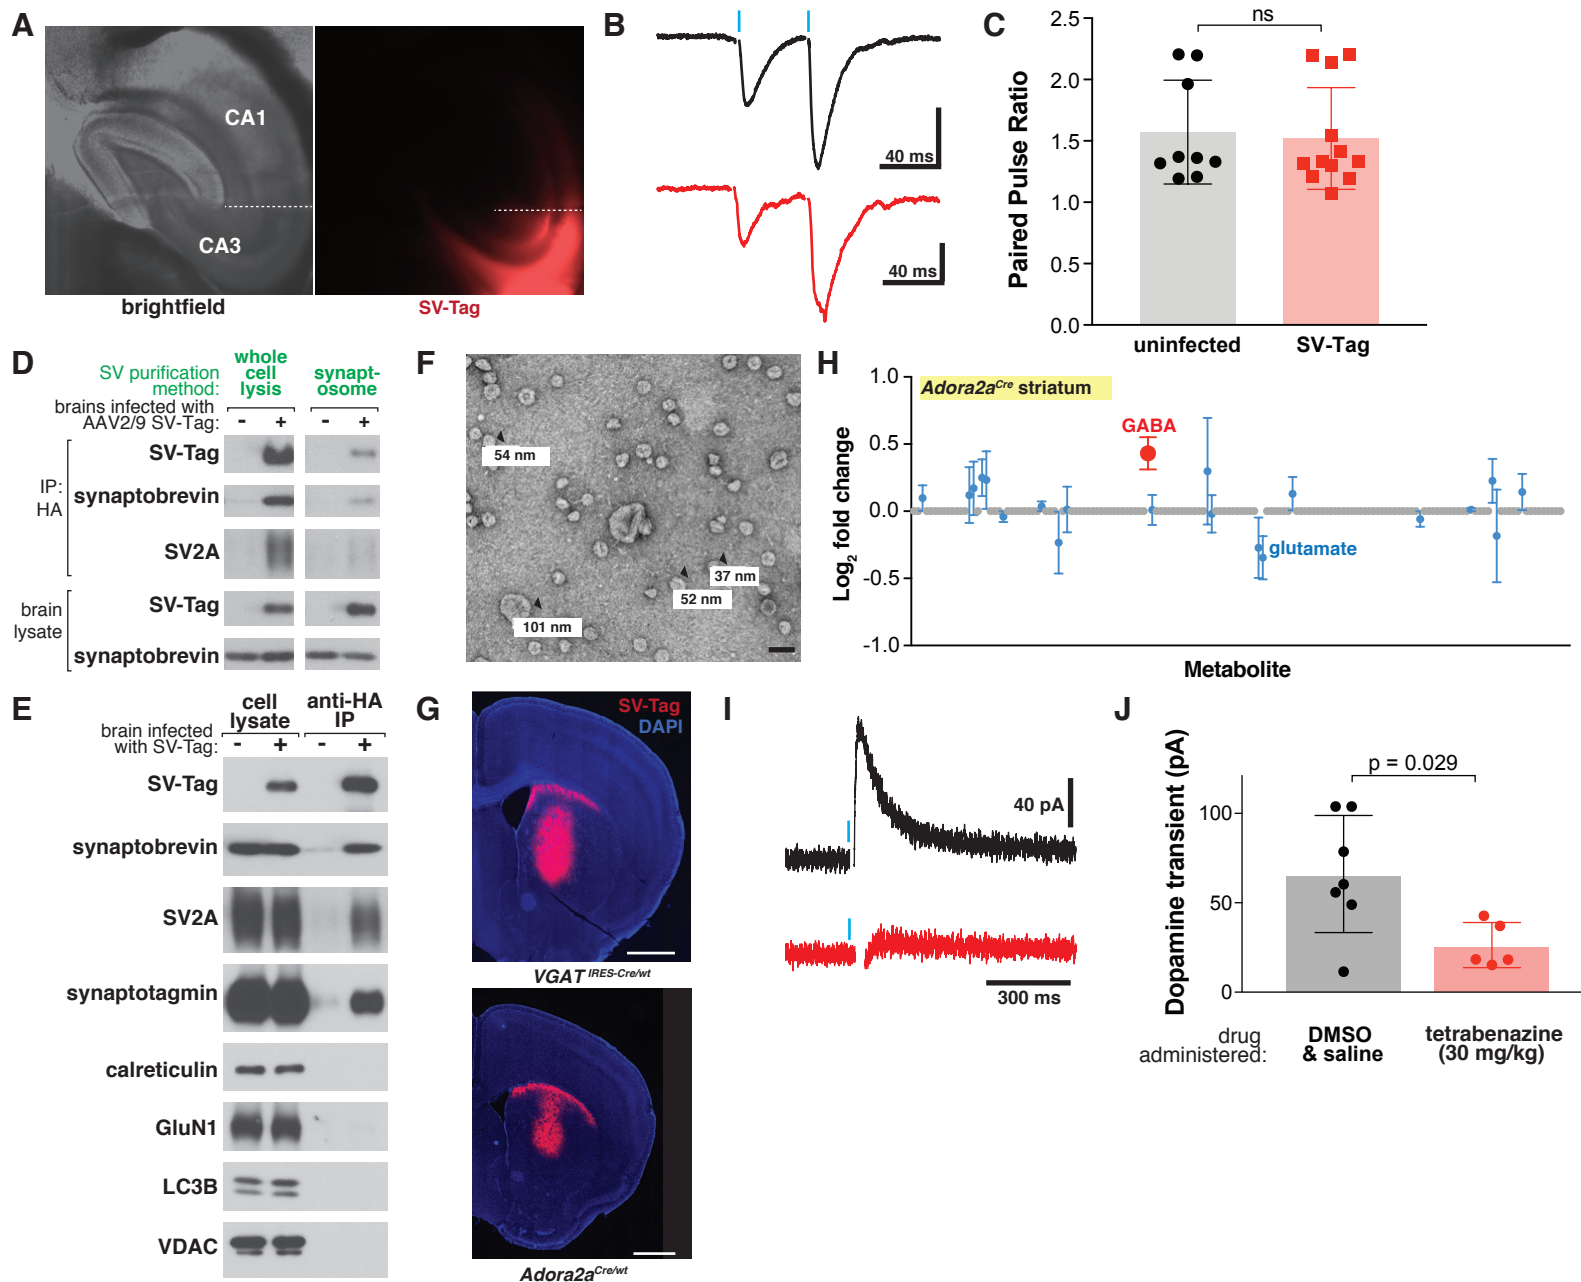 A
CA1
CA3
brightfield
SV-Tag
B
40 ms
40 ms
C
ns
Paired Pulse Ratio
2.5
2.0
1.5
1.0
0.5
0.0
uninfected
SV-Tag
D
SV purification
method:
whole
cell
lysis
synapt-
osome
brains infected with
AAV2/9 SV-Tag:
- + - +
IP:
HA
SV-Tag
synaptobrevin
SV2A
brain
lysate
SV-Tag
synaptobrevin
E
cell
lysate
anti-HA
IP
brain infected
with SV-Tag:
- + - +
SV-Tag
synaptobrevin
SV2A
synaptotagmin
calreticulin
GluN1
LC3B
VDAC
F
54 nm
37 nm
52 nm
101 nm
G
SV-Tag
DAPI
VGAT IRES-Cre/wt
Adora2aCre/wt
H
Adora2aCre striatum
Log2 fold change
1.0
0.5
0.0
-0.5
-1.0
GABA
glutamate
Metabolite
I
40 pA
300 ms
J
Dopamine transient (pA)
p = 0.029
100
50
0
drug
administered:
DMSO
& saline
tetrabenazine
(30 mg/kg)